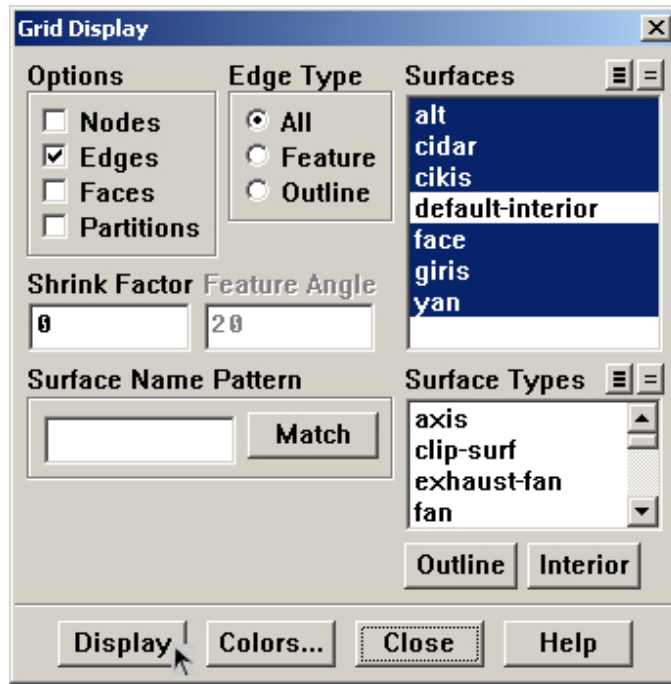 Grid Display
Options
Nodes
Edges
Faces
Partitions
Edge Type
All
Feature
Outline
Surfaces
alt
cidar
cikis
default-interior
face
giris
yan
Shrink Factor
0
Feature Angle
20
Surface Name Pattern
Match
Surface Types
axis
clip-surf
exhaust-fan
fan
Outline
Interior
Display
Colors...
Close
Help